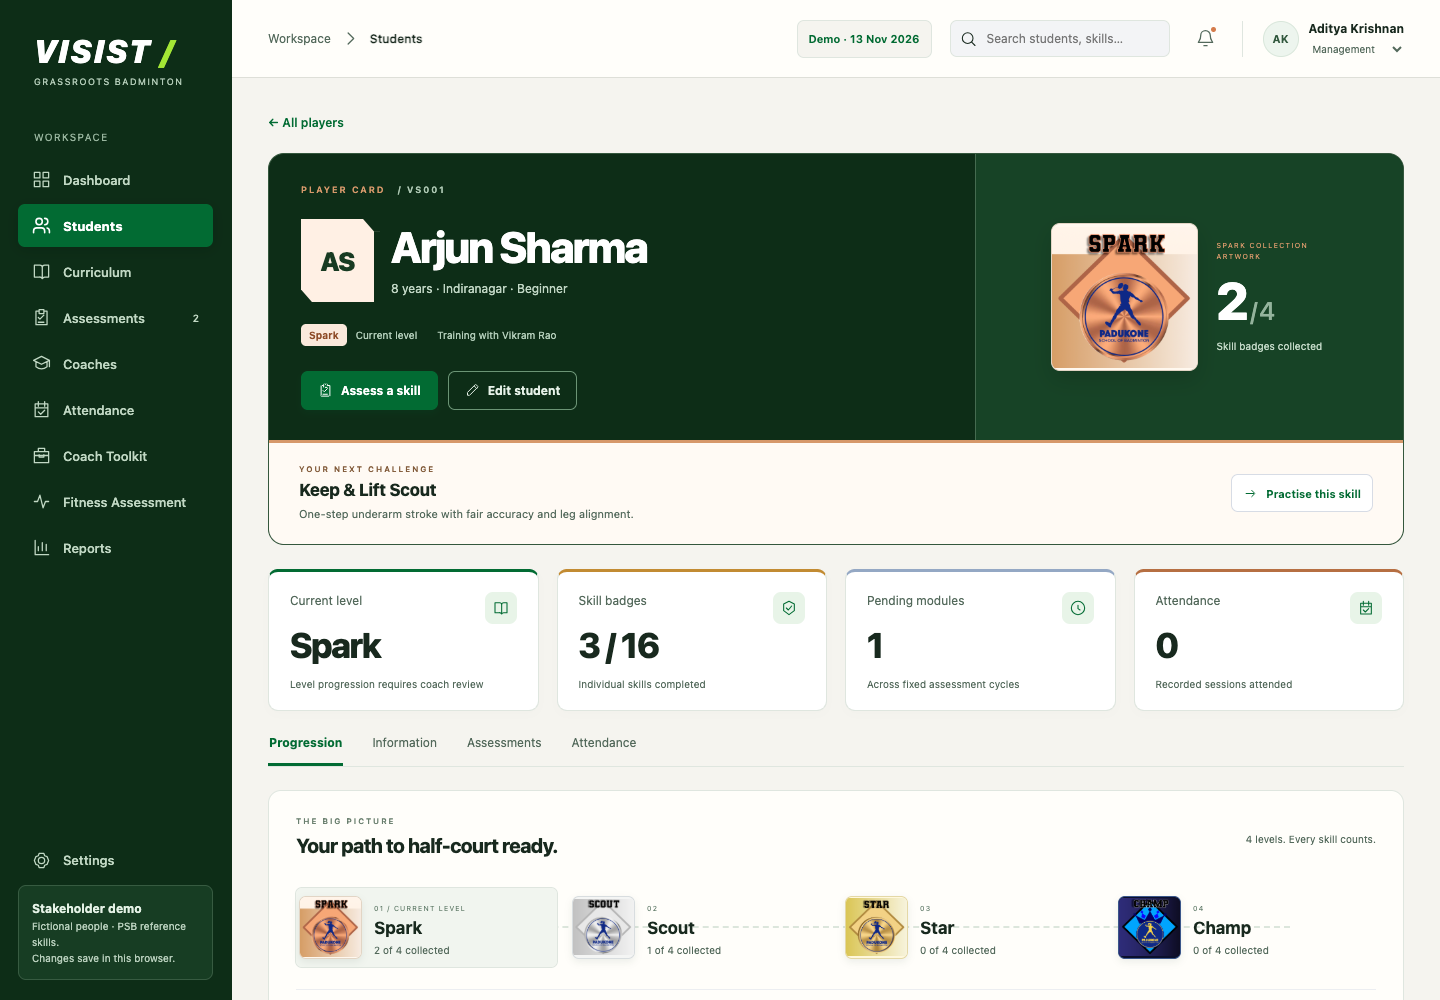 VISIST /
GRASSROOTS BADMINTON
WORKSPACE
Dashboard
Students
Curriculum
Assessments 2
Coaches
Attendance
Coach Toolkit
Fitness Assessment
Reports
Settings
Stakeholder demo
Fictional people · PSB reference
skills.
Changes save in this browser.
Workspace > Students
Demo · 13 Nov 2026
Search students, skills...
AK
Aditya Krishnan
Management
← All players
PLAYER CARD / VS001
AS
Arjun Sharma
8 years · Indiranagar · Beginner
Spark Current level Training with Vikram Rao
Assess a skill
Edit student
SPARK
PADUKONE
SCHOOL OF BADMINTON
SPARK COLLECTION
ARTWORK
2/4
Skill badges collected
YOUR NEXT CHALLENGE
Keep & Lift Scout
One-step underarm stroke with fair accuracy and leg alignment.
→ Practise this skill
Current level
Spark
Level progression requires coach review
Skill badges
3 / 16
Individual skills completed
Pending modules
1
Across fixed assessment cycles
Attendance
0
Recorded sessions attended
Progression Information Assessments Attendance
THE BIG PICTURE
Your path to half-court ready.
4 levels. Every skill counts.
SPARK
PADUKONE
01 / CURRENT LEVEL
Spark
2 of 4 collected
SCOUT
PADUKONE
02
Scout
1 of 4 collected
STAR
PADUKONE
03
Star
0 of 4 collected
CHAMP
PADUKONE
04
Champ
0 of 4 collected